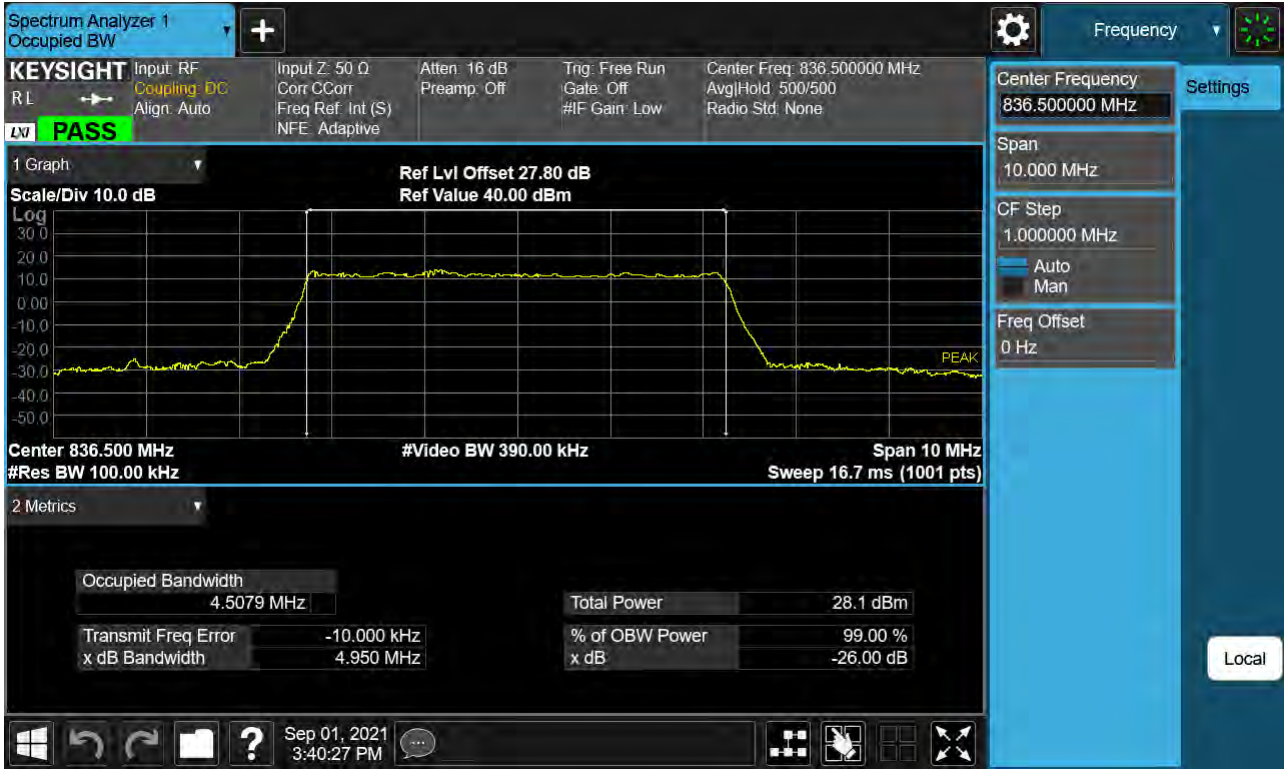 Spectrum Analyzer 1
Occupied BW
+
Frequency
KEYSIGHT
RL
LXI
PASS
Input: RF
Coupling: DC
Align: Auto
Input Z: 50 Ω
Corr CCorr
Freq Ref: Int (S)
NFE: Adaptive
Atten: 16 dB
Preamp: Off
Trig: Free Run
Gate: Off
#IF Gain: Low
Center Freq: 836.500000 MHz
Avg|Hold: 500/500
Radio Std: None
Center Frequency
836.500000 MHz
Settings
Span
10.000 MHz
CF Step
1.000000 MHz
Auto
Man
Freq Offset
0 Hz
Local
1 Graph
Scale/Div 10.0 dB
Ref Lvl Offset 27.80 dB
Ref Value 40.00 dBm
Log
30.0
20.0
10.0
0.00
-10.0
-20.0
-30.0
-40.0
-50.0
PEAK
Center 836.500 MHz
#Video BW 390.00 kHz
Span 10 MHz
#Res BW 100.00 kHz
Sweep 16.7 ms (1001 pts)
2 Metrics
Occupied Bandwidth
4.5079 MHz
Total Power 28.1 dBm
Transmit Freq Error -10.000 kHz
% of OBW Power 99.00 %
x dB Bandwidth 4.950 MHz
x dB -26.00 dB
?
Sep 01, 2021
3:40:27 PM